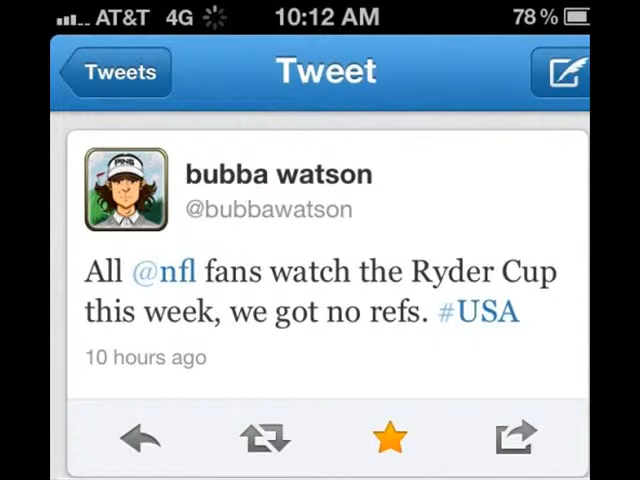 AT&T 4G 10:12 AM 78%
Tweets Tweet
PING
bubba watson
@bubbawatson
All @nfl fans watch the Ryder Cup
this week, we got no refs. #USA
10 hours ago